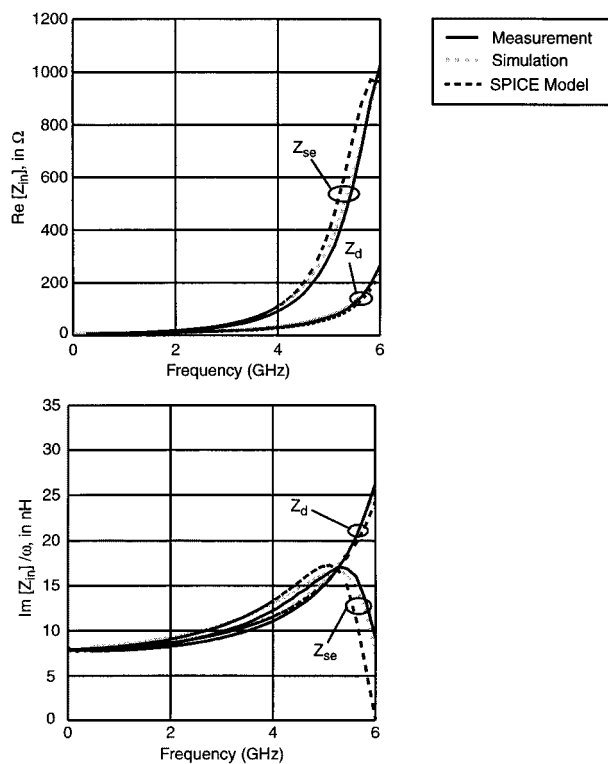 Measurement
Simulation
SPICE Model
Re [Zin], in Ω
1200
1000
800
600
400
200
0
Zse
Zd
0 2 4 6
Frequency (GHz)
Im [Zin] /ω, in nH
35
30
25
20
15
10
5
0
Zd
Zse
0 2 4 6
Frequency (GHz)